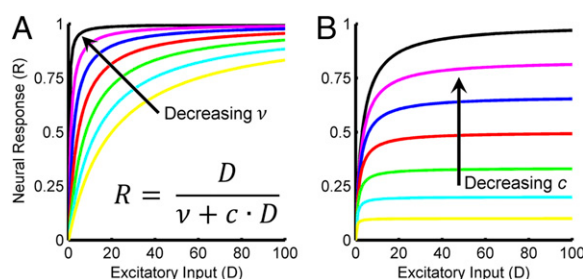 A
Neural Response (R)
1
0.75
0.5
0.25
0
Decreasing ν
R = D / (ν + c · D)
0 20 40 60 80 100
Excitatory Input (D)
B
1
0.75
0.5
0.25
0
Decreasing c
0 20 40 60 80 100
Excitatory Input (D)